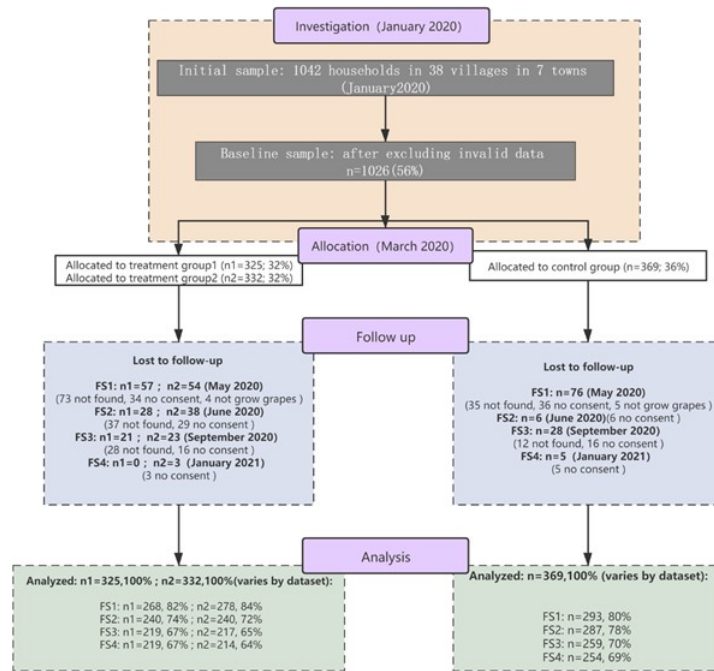 Investigation (January 2020)
Initial sample: 1042 households in 38 villages in 7 towns
(January2020)
Baseline sample: after excluding invalid data
n=1026(56%)
Allocation (March 2020)
Allocated to treatment group1 (n1=325; 32%)
Allocated to treatment group2 (n2=332; 32%)
Allocated to control group (n=369; 36%)
Follow up
Lost to follow-up
FS1: n1=57 ; n2=54 (May 2020)
(73 not found, 34 no consent, 4 not grow grapes )
FS2: n1=28 ; n2=38 (June 2020)
(37 not found, 29 no consent )
FS3: n1=21 ; n2=23 (September 2020)
(28 not found, 16 no consent )
FS4: n1=0 ; n2=3 (January 2021)
(3 no consent )
Lost to follow-up
FS1: n=76 (May 2020)
(35 not found, 36 no consent, 5 not grow grapes )
FS2: n=6 (June 2020)(6 no consent )
FS3: n=28 (September 2020)
(12 not found, 16 no consent )
FS4: n=5 (January 2021)
(5 no consent )
Analysis
Analyzed: n1=325,100% ; n2=332,100%(varies by dataset):
FS1: n1=268, 82% ; n2=278, 84%
FS2: n1=240, 74% ; n2=240, 72%
FS3: n1=219, 67% ; n2=217, 65%
FS4: n1=219, 67% ; n2=214, 64%
Analyzed: n=369,100% (varies by dataset):
FS1: n=293, 80%
FS2: n=287, 78%
FS3: n=259, 70%
FS4: n=254, 69%